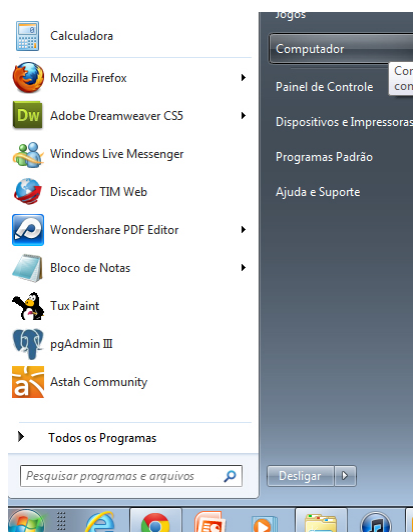 Calculadora
Mozilla Firefox
Dw Adobe Dreamweaver CS5
Windows Live Messenger
Discador TIM Web
Wondershare PDF Editor
Bloco de Notas
Tux Paint
pgAdmin III
a Astah Community
Todos os Programas
Pesquisar programas e arquivos
Jogos
Computador
Con
con
Painel de Controle
Dispositivos e Impressoras
Programas Padrão
Ajuda e Suporte
Desligar